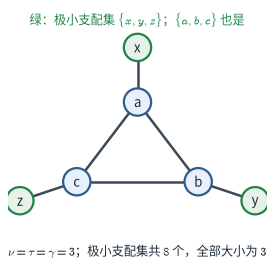 绿：极小支配集 {x, y, z}；{a, b, c} 也是
x
a
c
b
z
y
ν = τ = γ = 3；极小支配集共 8 个，全部大小为 3